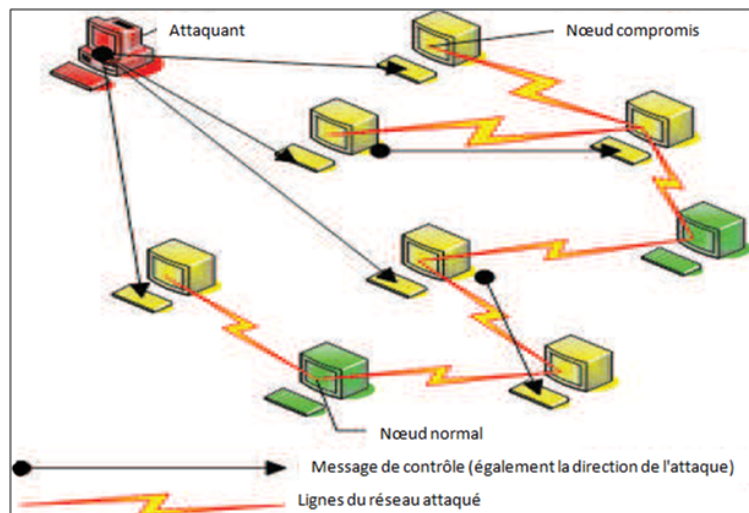 Attaquant
Nœud compromis
Nœud normal
Message de contrôle (également la direction de l'attaque)
Lignes du réseau attaqué